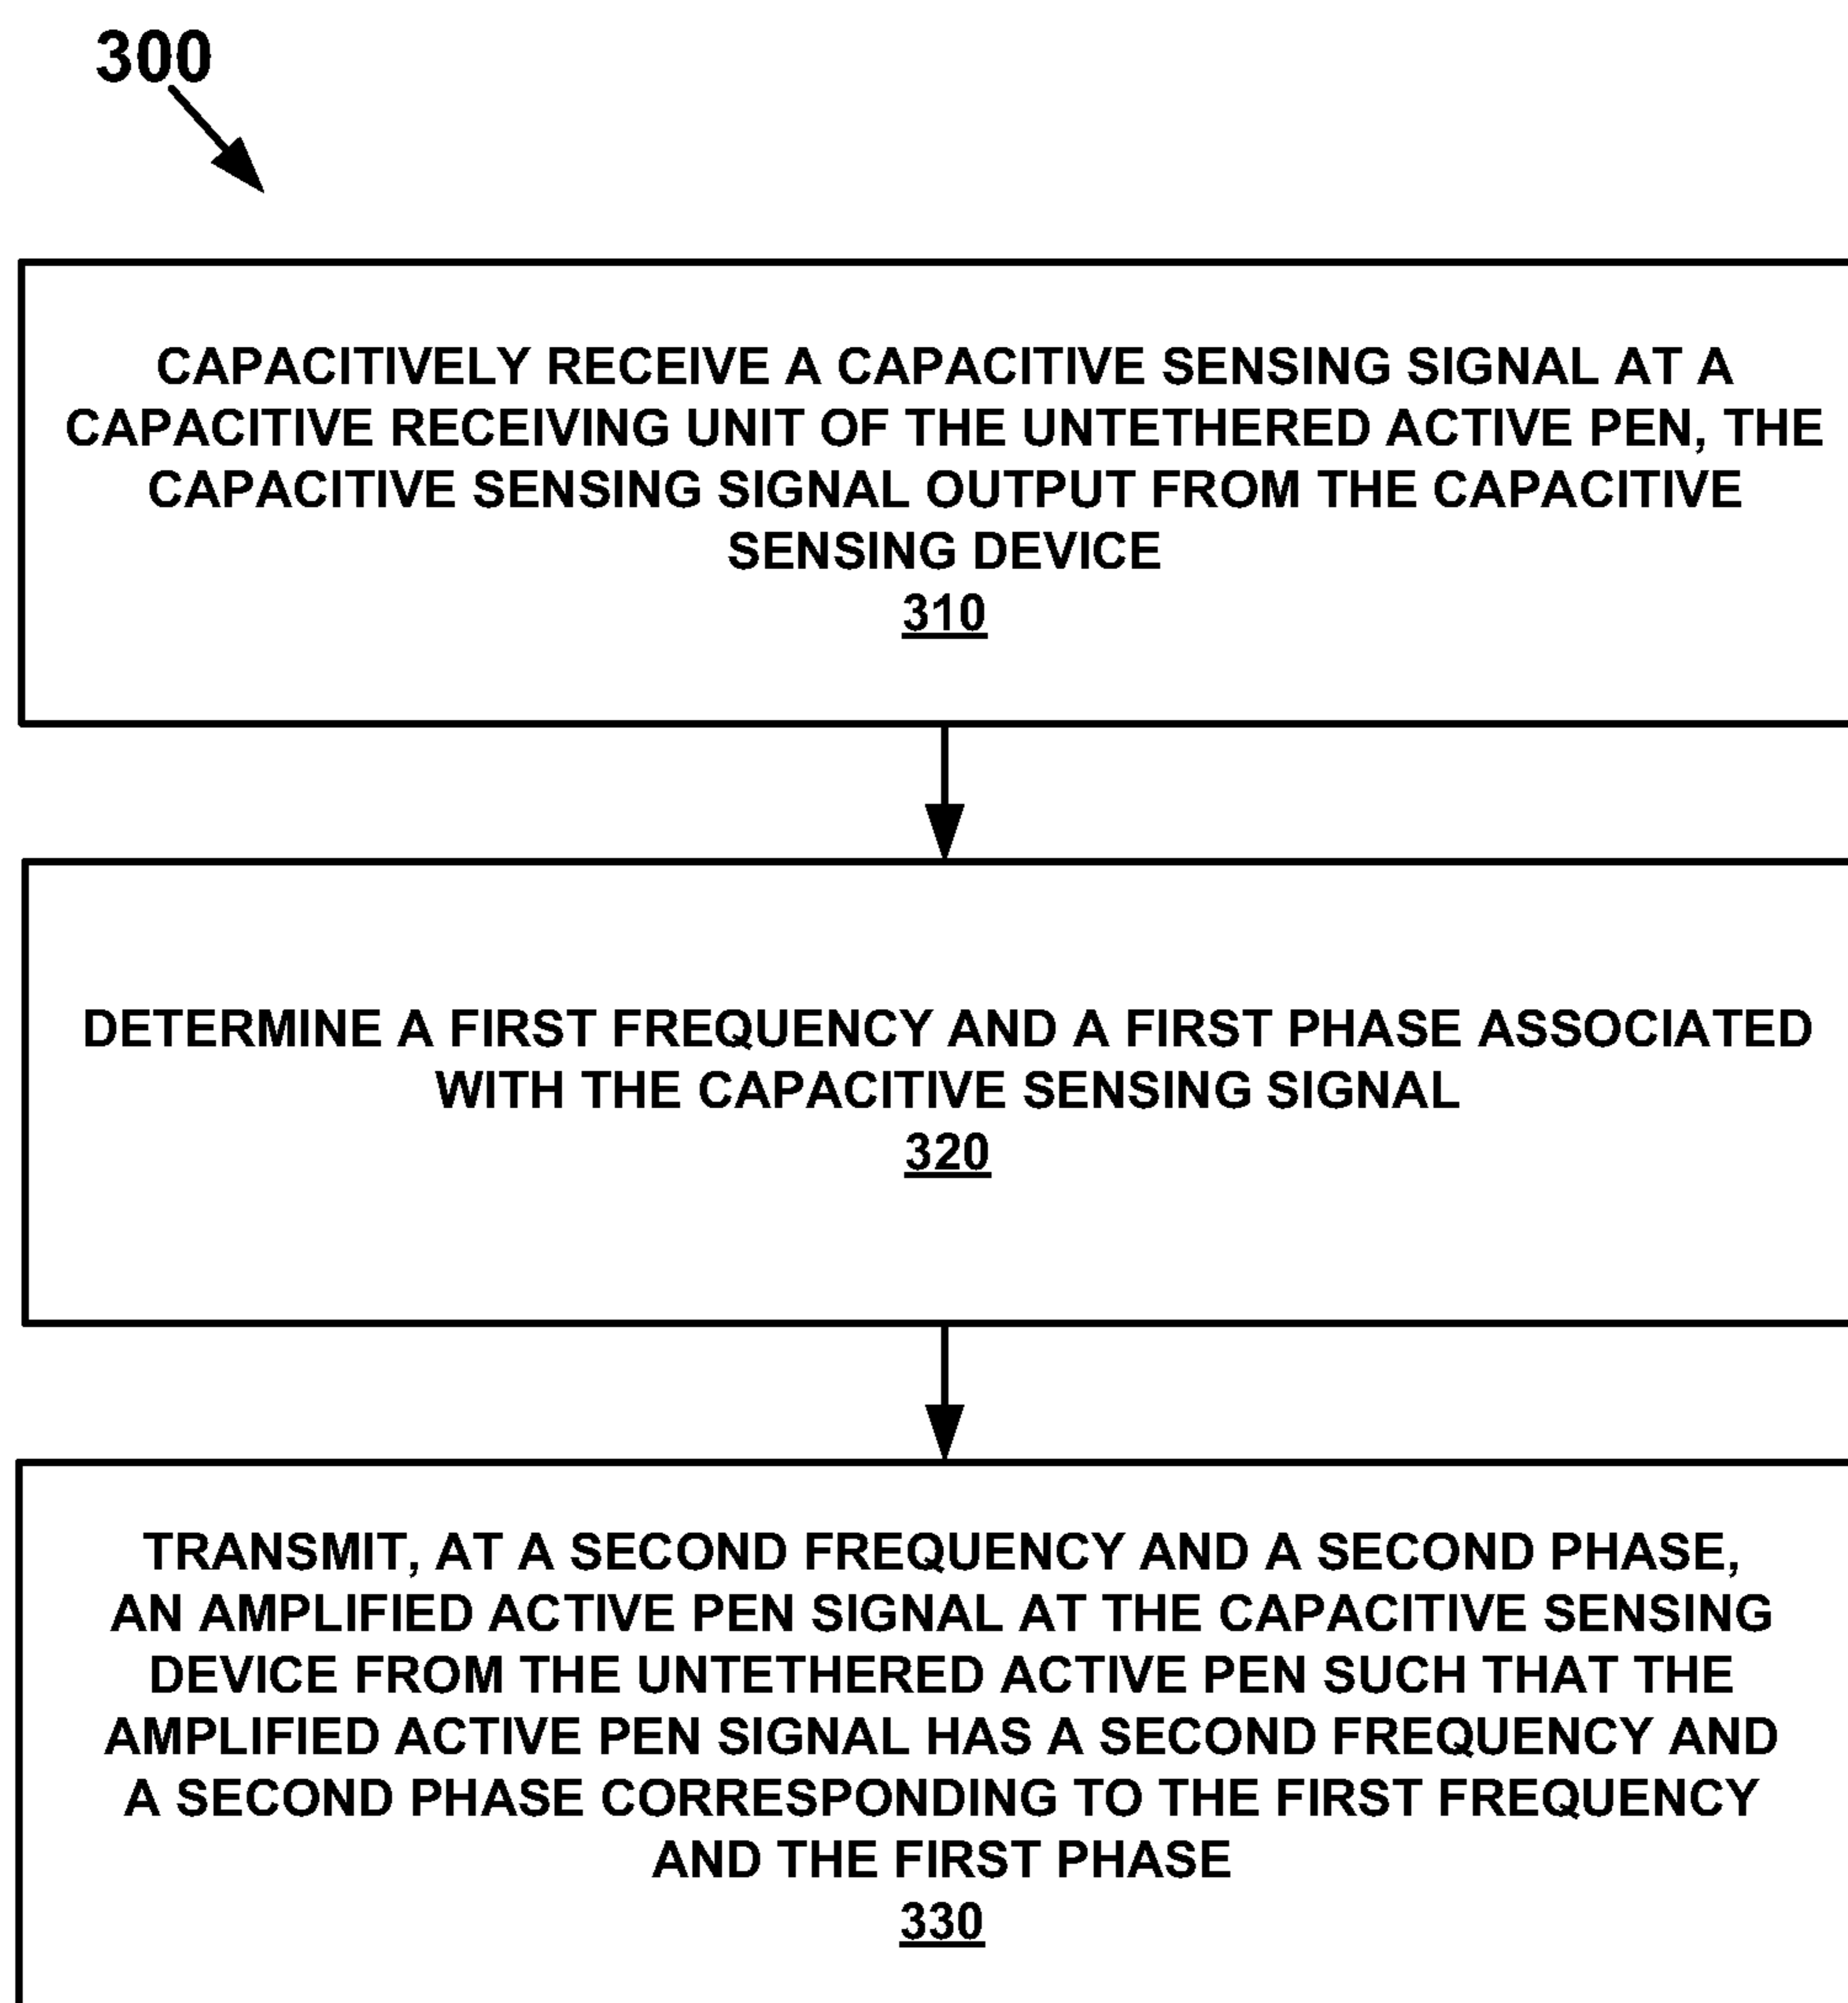 300
CAPACITIVELY RECEIVE A CAPACITIVE SENSING SIGNAL AT A
CAPACITIVE RECEIVING UNIT OF THE UNTETHERED ACTIVE PEN, THE
CAPACITIVE SENSING SIGNAL OUTPUT FROM THE CAPACITIVE
SENSING DEVICE
310
DETERMINE A FIRST FREQUENCY AND A FIRST PHASE ASSOCIATED
WITH THE CAPACITIVE SENSING SIGNAL
320
TRANSMIT, AT A SECOND FREQUENCY AND A SECOND PHASE,
AN AMPLIFIED ACTIVE PEN SIGNAL AT THE CAPACITIVE SENSING
DEVICE FROM THE UNTETHERED ACTIVE PEN SUCH THAT THE
AMPLIFIED ACTIVE PEN SIGNAL HAS A SECOND FREQUENCY AND
A SECOND PHASE CORRESPONDING TO THE FIRST FREQUENCY
AND THE FIRST PHASE
330